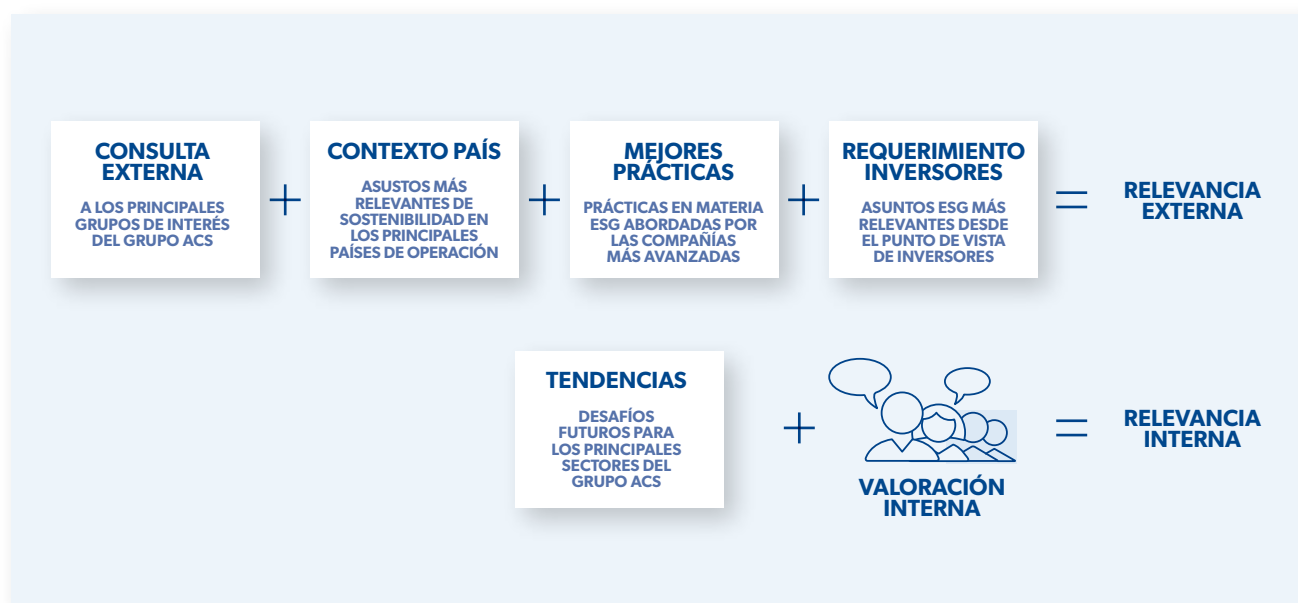 CONSULTA
EXTERNA
A LOS PRINCIPALES
GRUPOS DE INTERÉS
DEL GRUPO ACS
+
CONTEXTO PAÍS
ASUSTOS MÁS
RELEVANTES DE
SOSTENIBILIDAD EN
LOS PRINCIPALES
PAÍSES DE OPERACIÓN
+
MEJORES
PRÁCTICAS
PRÁCTICAS EN MATERIA
ESG ABORDADAS POR
LAS COMPAÑÍAS
MÁS AVANZADAS
+
REQUERIMIENTO
INVERSORES
ASUNTOS ESG MÁS
RELEVANTES DESDE
EL PUNTO DE VISTA
DE INVERSORES
=
RELEVANCIA
EXTERNA
TENDENCIAS
DESAFÍOS
FUTUROS PARA
LOS PRINCIPALES
SECTORES DEL
GRUPO ACS
+
VALORACIÓN
INTERNA
=
RELEVANCIA
INTERNA